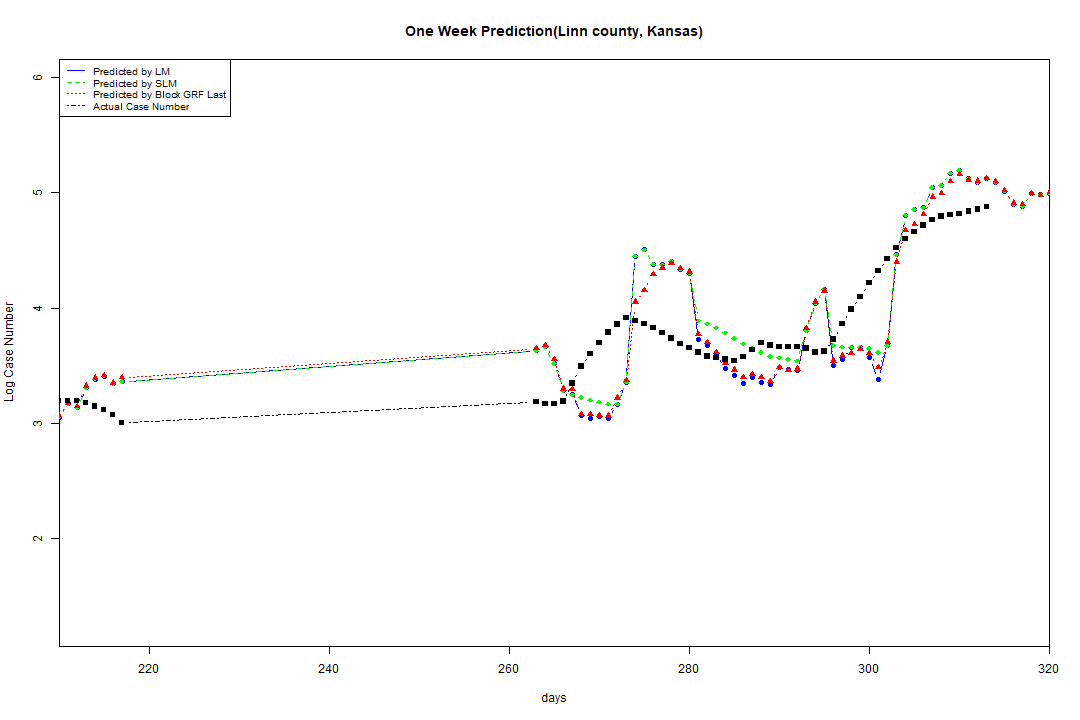 One Week Prediction(Linn county, Kansas)
Predicted by LM
Predicted by SLM
Predicted by Block GRF Last
Actual Case Number
6
5
4
3
2
Log Case Number
220 240 260 280 300 320
days